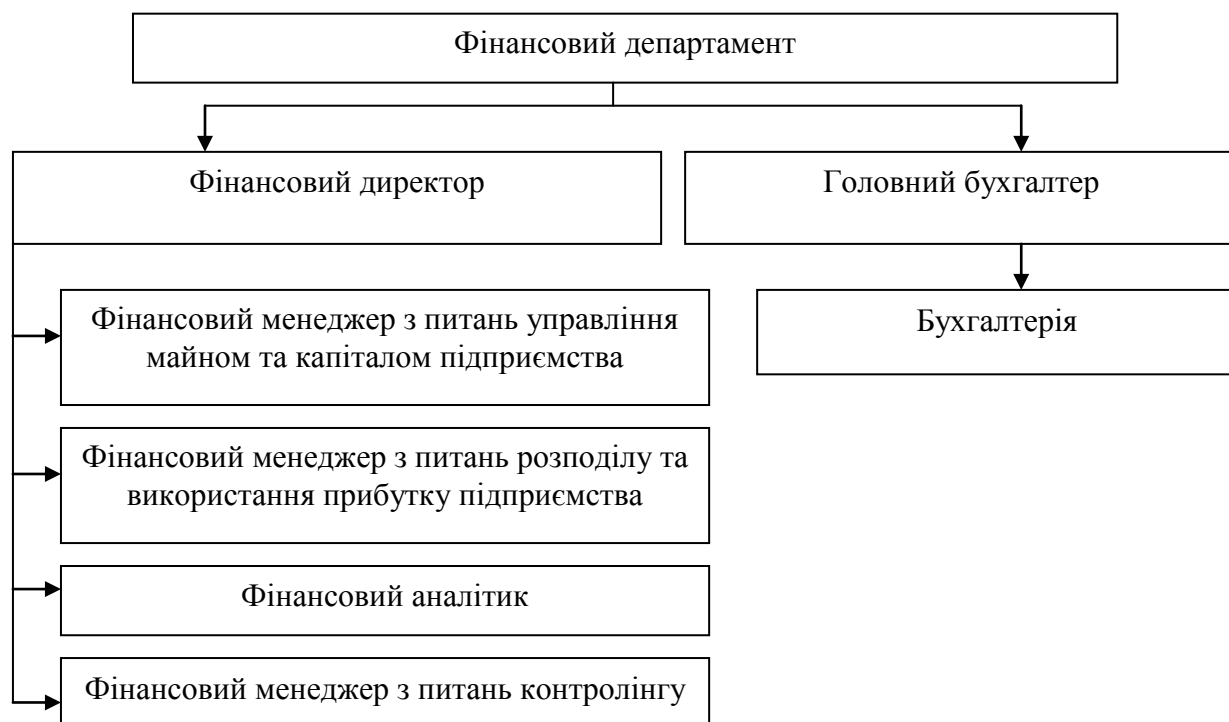 Фінансовий департамент
Фінансовий директор
Головний бухгалтер
Фінансовий менеджер з питань управління
майном та капіталом підприємства
Бухгалтерія
Фінансовий менеджер з питань розподілу та
використання прибутку підприємства
Фінансовий аналітик
Фінансовий менеджер з питань контролінгу